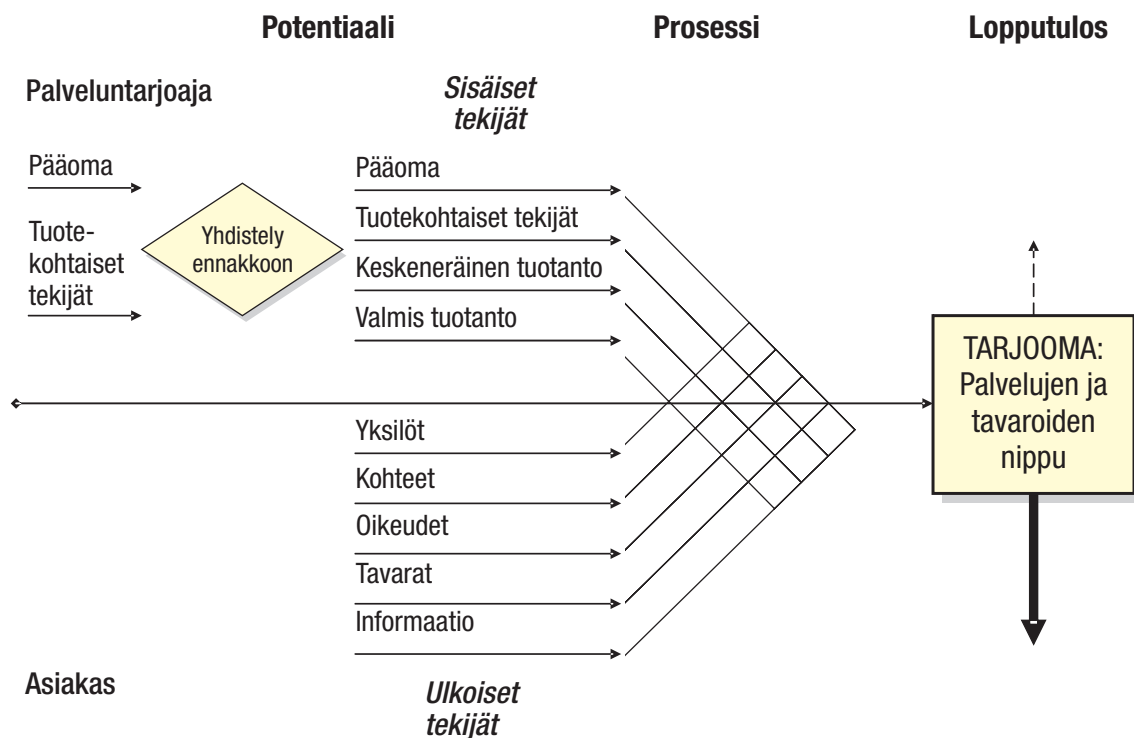 Potentiaali
Prosessi
Lopputulos
Palveluntarjoaja
Sisäiset
tekijät
Pääoma
Tuote-
kohtaiset
tekijät
Yhdistely
ennakkoon
Pääoma
Tuotekohtaiset tekijät
Keskeneräinen tuotanto
Valmis tuotanto
TARJOOMA:
Palvelujen ja
tavaroiden
nippu
Yksilöt
Kohteet
Oikeudet
Tavarat
Informaatio
Asiakas
Ulkoiset
tekijät